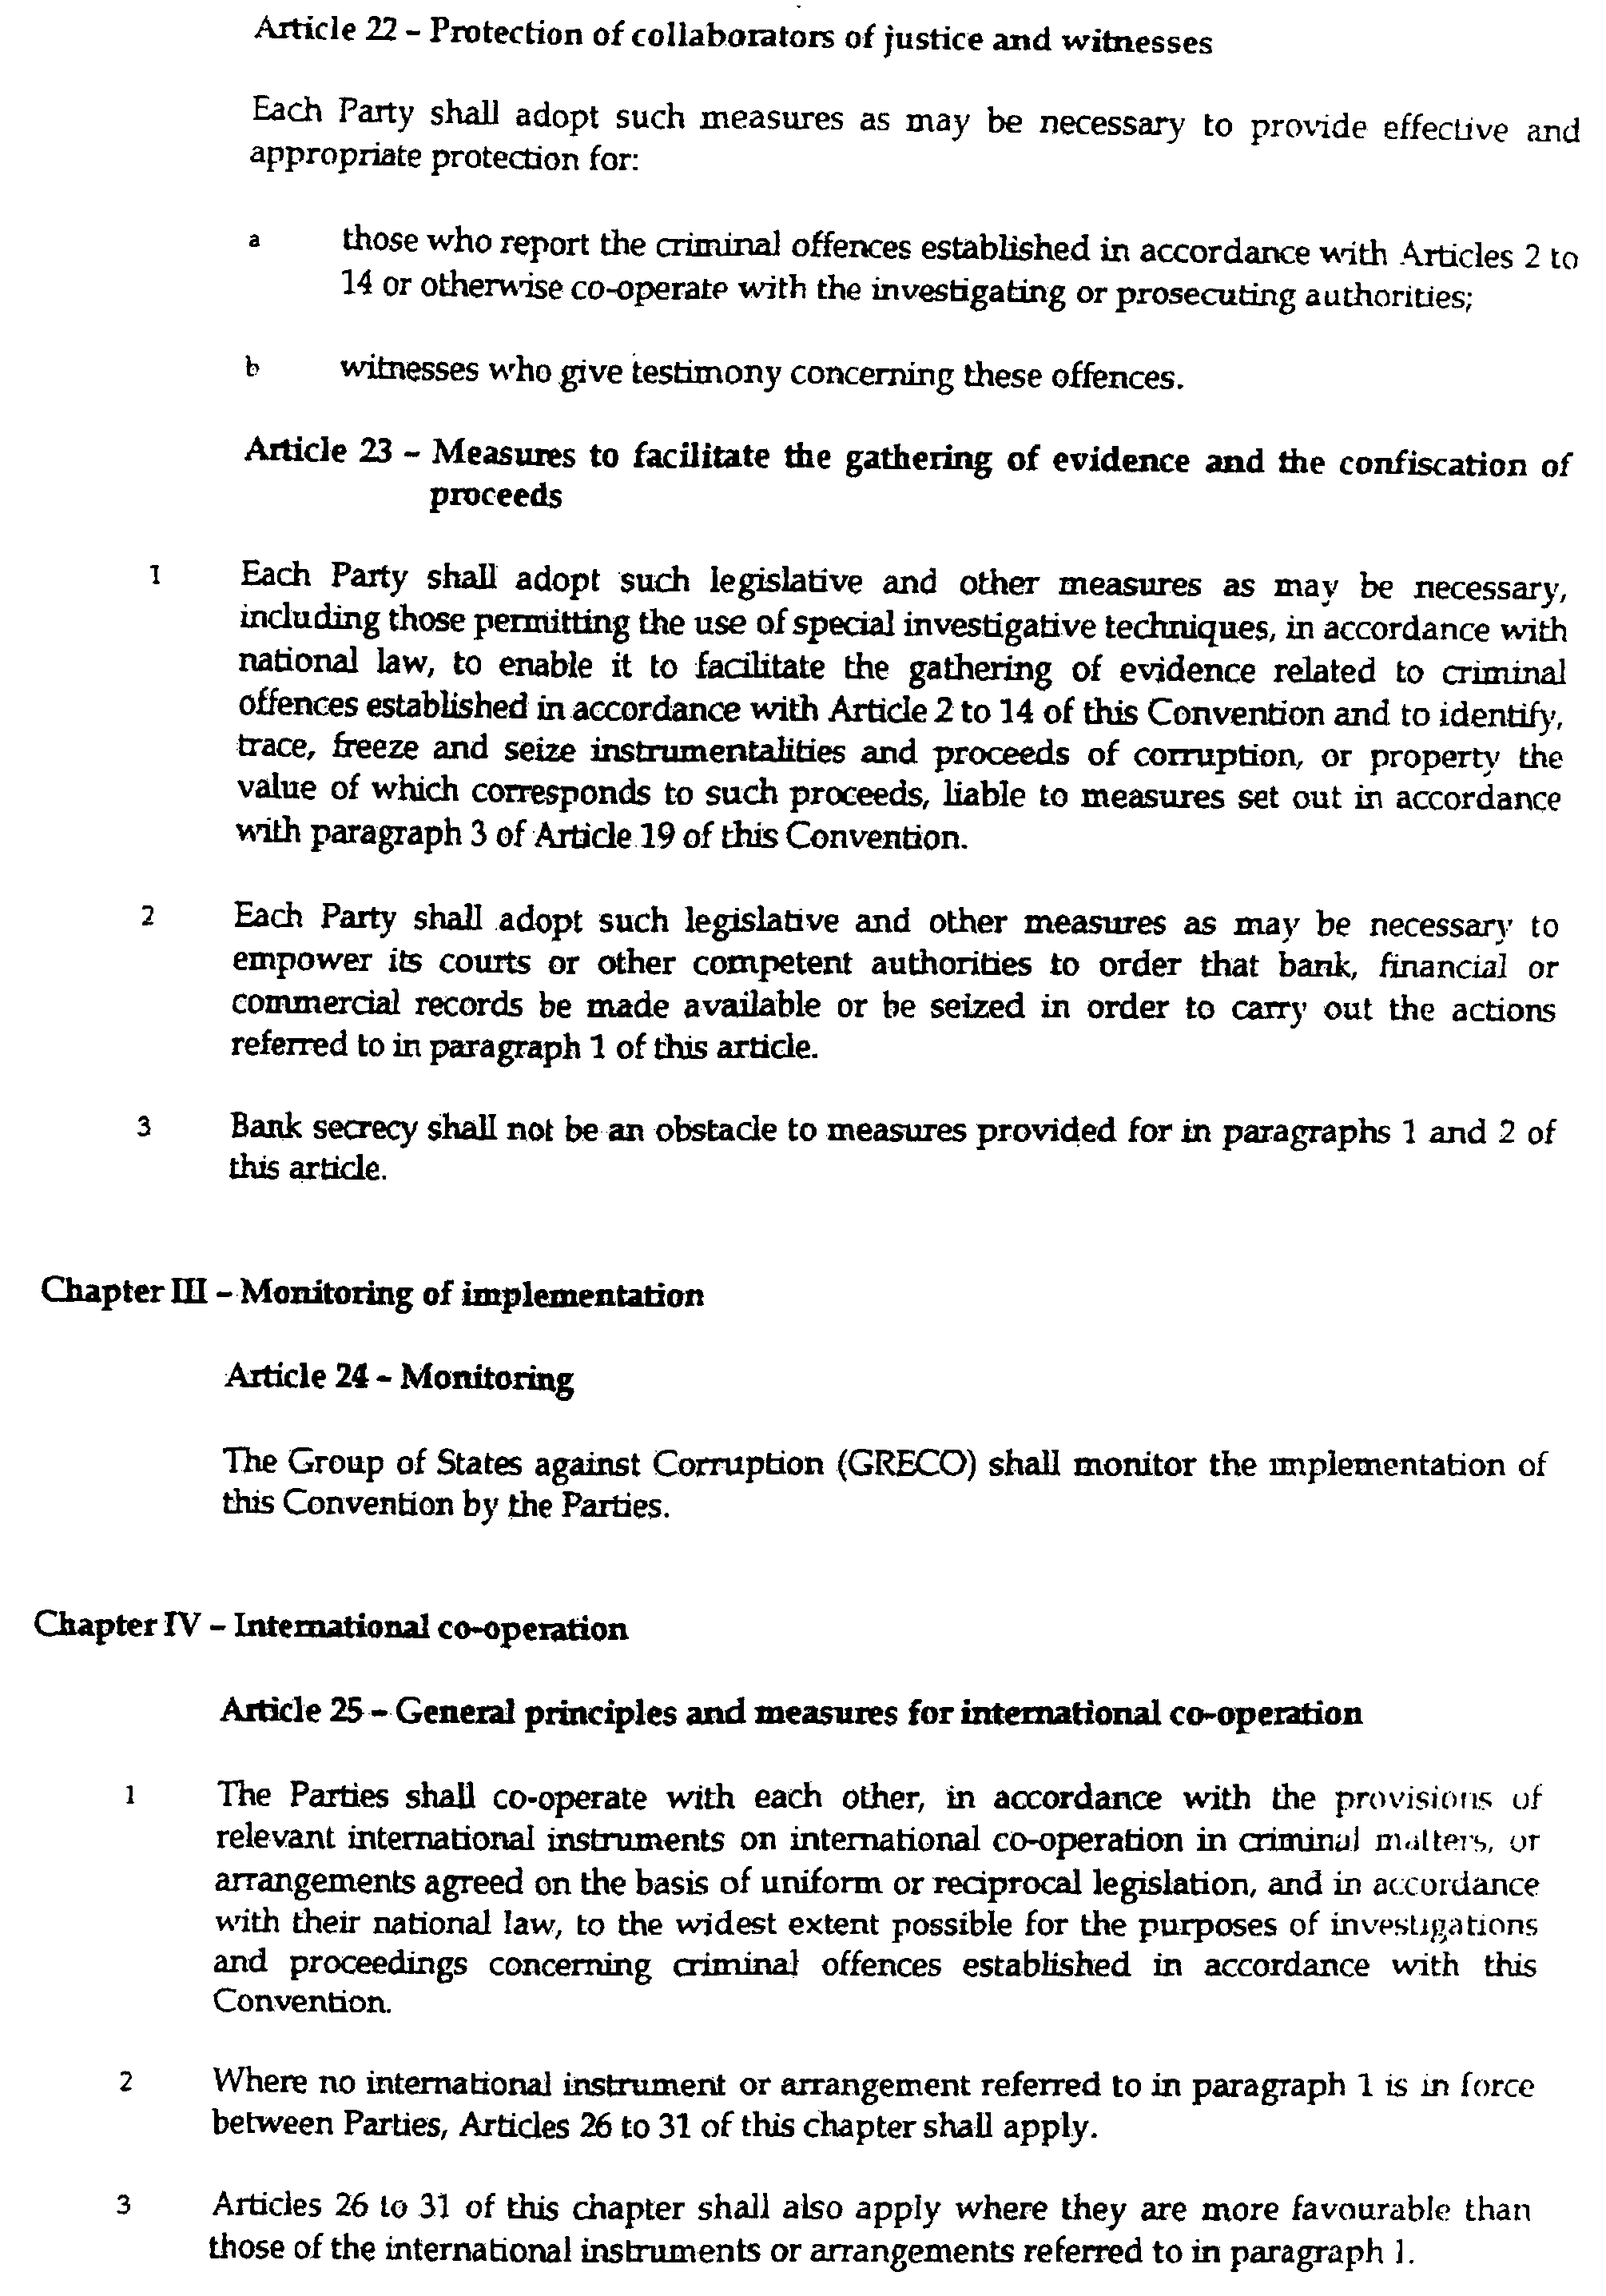 Article 22 – Protection of collaborators of justice and witnesses
Each Party shall adopt such measures as may be necessary to provide effective and
appropriate protection for:
a those who report the criminal offences established in accordance with Articles 2 to
14 or otherwise co-operate with the investigating or prosecuting authorities;
b witnesses who give testimony concerning these offences.
Article 23 – Measures to facilitate the gathering of evidence and the confiscation of
proceeds
1 Each Party shall adopt such legislative and other measures as may be necessary,
including those permitting the use of special investigative techniques, in accordance with
national law, to enable it to facilitate the gathering of evidence related to criminal
offences established in accordance with Article 2 to 14 of this Convention and to identify,
trace, freeze and seize instrumentalities and proceeds of corruption, or property the
value of which corresponds to such proceeds, liable to measures set out in accordance
with paragraph 3 of Article 19 of this Convention.
2 Each Party shall adopt such legislative and other measures as may be necessary to
empower its courts or other competent authorities to order that bank, financial or
commercial records be made available or be seized in order to carry out the actions
referred to in paragraph 1 of this article.
3 Bank secrecy shall not be an obstacle to measures provided for in paragraphs 1 and 2 of
this article.
Chapter III – Monitoring of implementation
Article 24 – Monitoring
The Group of States against Corruption (GRECO) shall monitor the implementation of
this Convention by the Parties.
Chapter IV – International co-operation
Article 25 – General principles and measures for international co-operation
1 The Parties shall co-operate with each other, in accordance with the provisions of
relevant international instruments on international co-operation in criminal matters, or
arrangements agreed on the basis of uniform or reciprocal legislation, and in accordance
with their national law, to the widest extent possible for the purposes of investigations
and proceedings concerning criminal offences established in accordance with this
Convention.
2 Where no international instrument or arrangement referred to in paragraph 1 is in force
between Parties, Articles 26 to 31 of this chapter shall apply.
3 Articles 26 to 31 of this chapter shall also apply where they are more favourable than
those of the international instruments or arrangements referred to in paragraph 1.